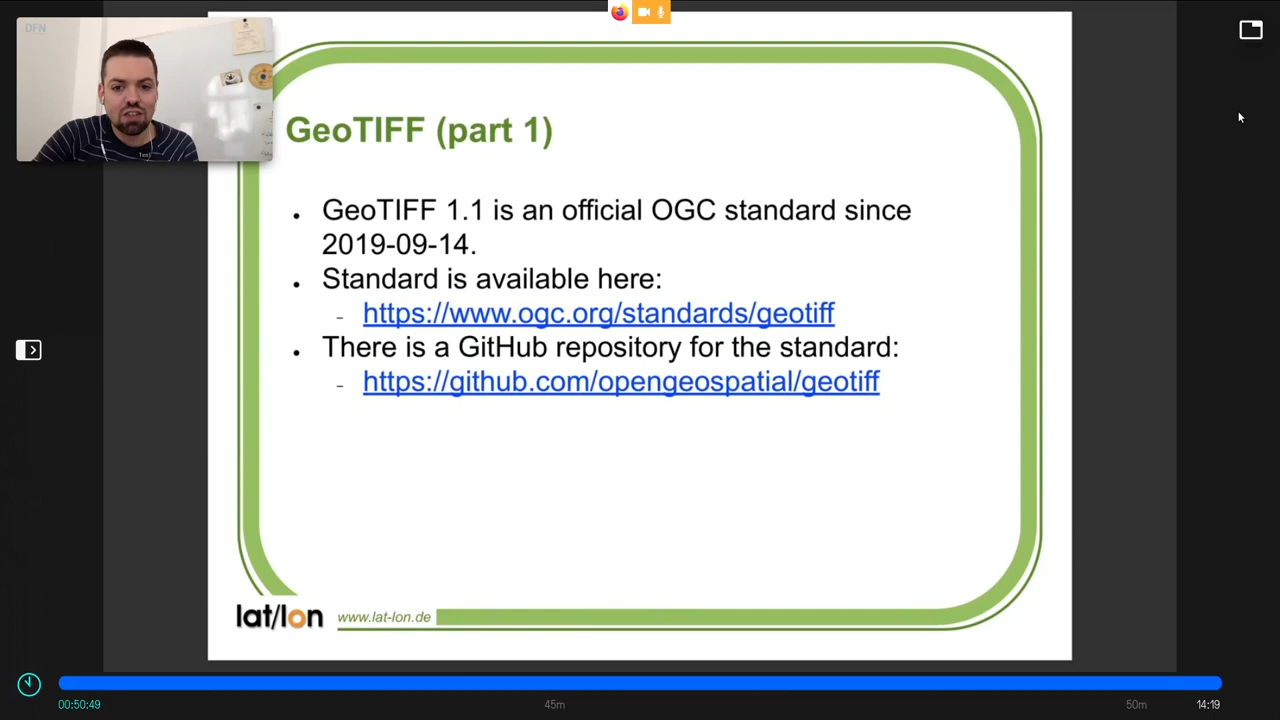 DFN
GeoTIFF (part 1)
• GeoTIFF 1.1 is an official OGC standard since
2019-09-14.
• Standard is available here:
- https://www.ogc.org/standards/geotiff
• There is a GitHub repository for the standard:
- https://github.com/opengeospatial/geotiff
lat/lon
www.lat-lon.de
00:50:49
45m
50m
14:19